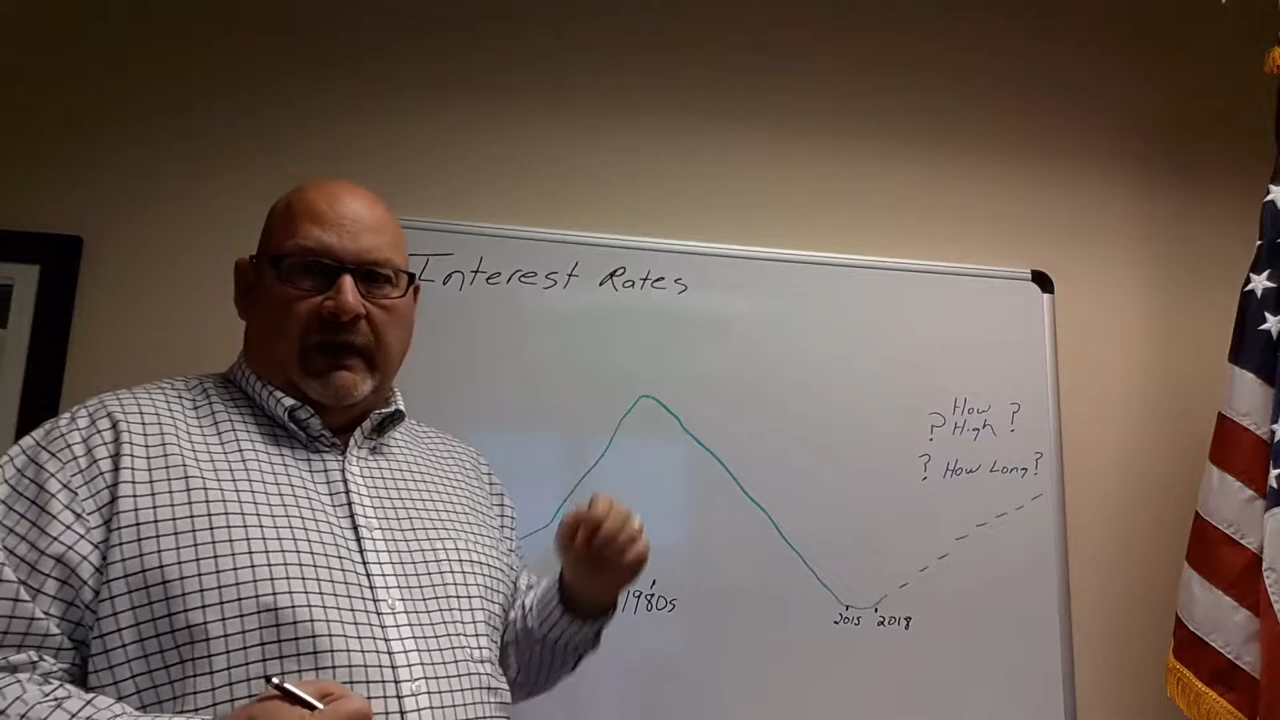 Interest Rates
? How High ?
? How Long ?
1980s
2015 2018